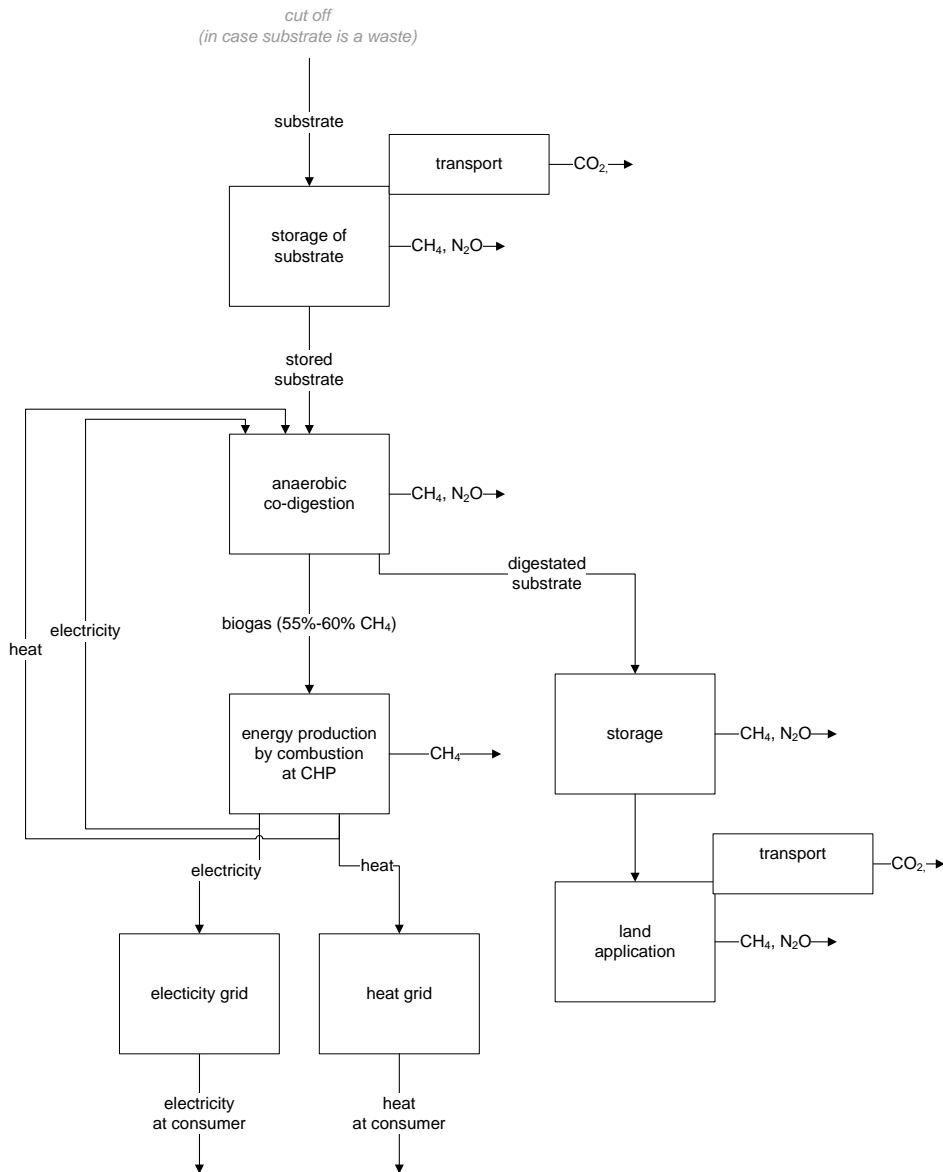 cut off
(in case substrate is a waste)
substrate
transport
CO₂,
storage of
substrate
CH₄, N₂O
stored
substrate
anaerobic
co-digestion
CH₄, N₂O
digestated
substrate
biogas (55%-60% CH₄)
electricity
heat
energy production
by combustion
at CHP
CH₄
storage
CH₄, N₂O
transport
CO₂,
electricity
heat
land
application
CH₄, N₂O
electicity grid
heat grid
electricity
at consumer
heat
at consumer